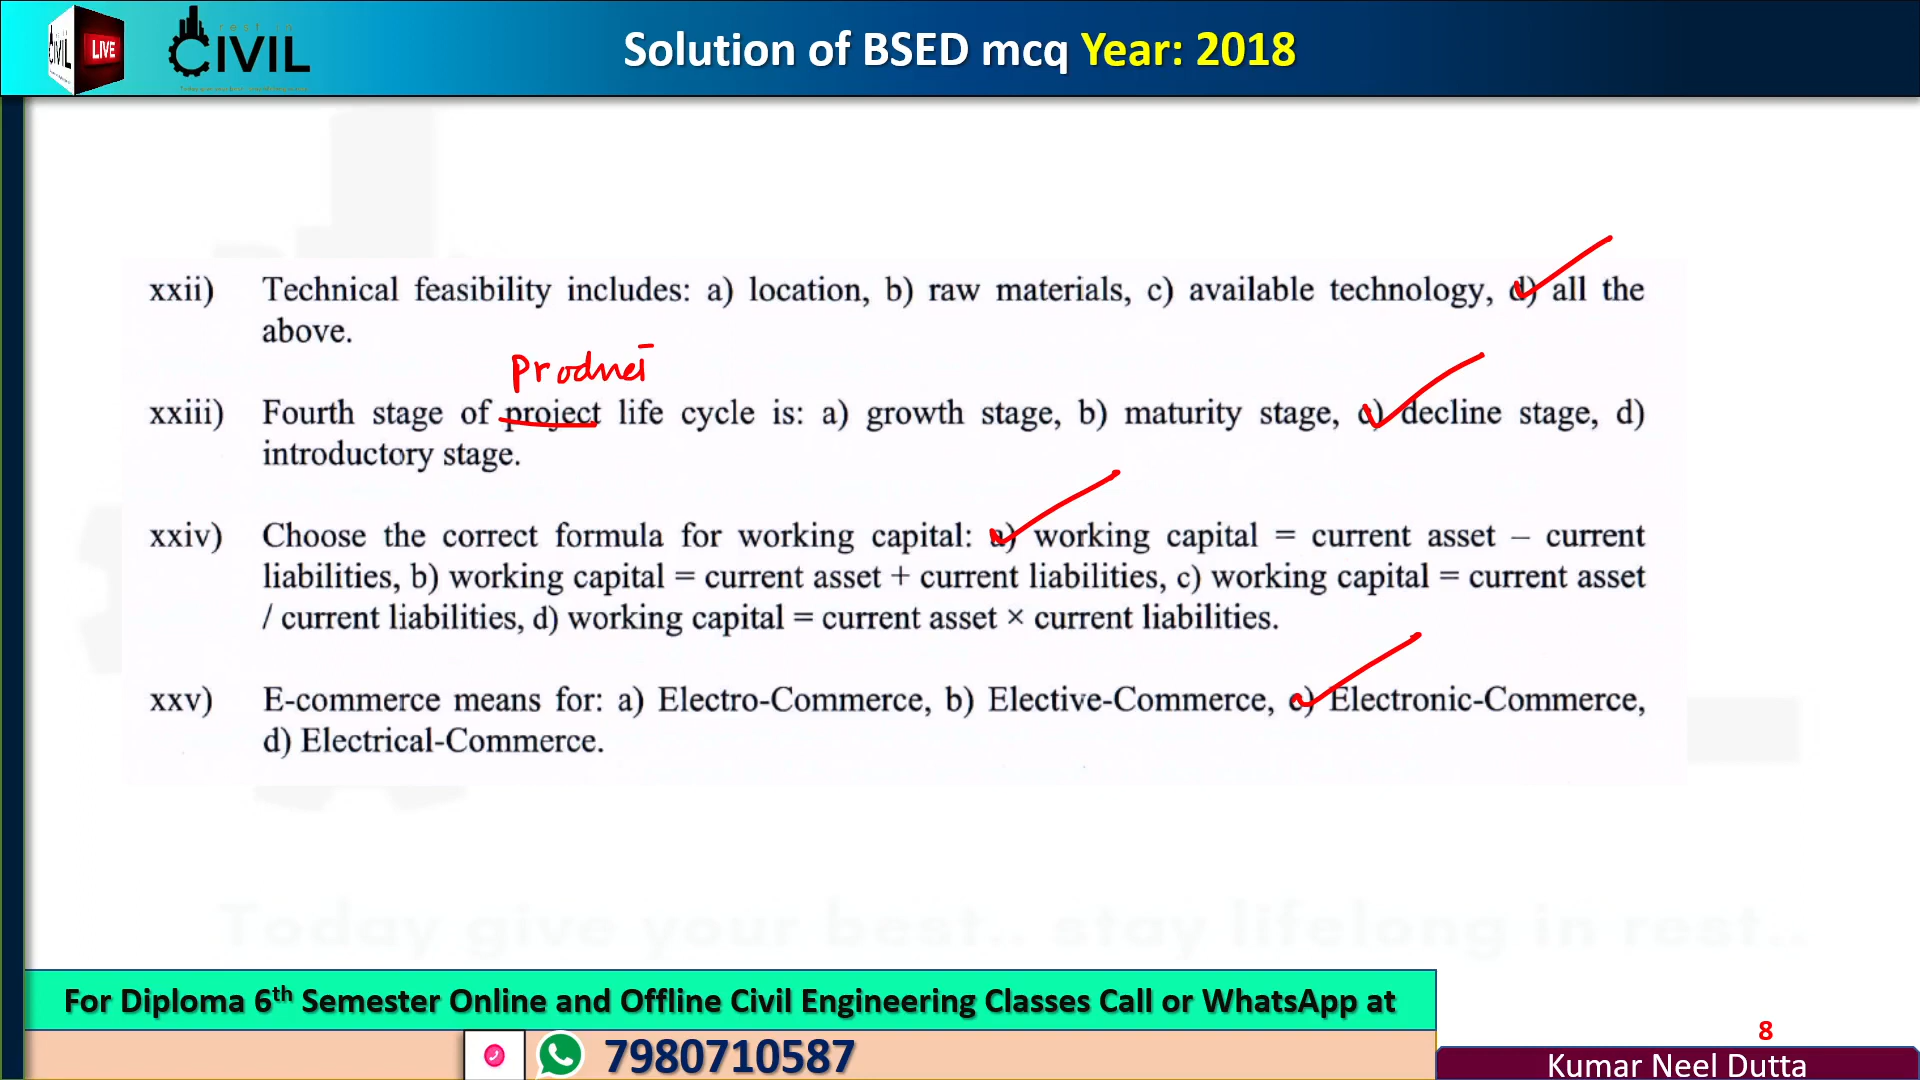 CIVIL LIVE
rest in
CIVIL
Solution of BSED mcq Year: 2018
xxii) Technical feasibility includes: a) location, b) raw materials, c) available technology, d) all the
above.
Product
xxiii) Fourth stage of project life cycle is: a) growth stage, b) maturity stage, c) decline stage, d)
introductory stage.
xxiv) Choose the correct formula for working capital: a) working capital = current asset – current
liabilities, b) working capital = current asset + current liabilities, c) working capital = current asset
/ current liabilities, d) working capital = current asset × current liabilities.
xxv) E-commerce means for: a) Electro-Commerce, b) Elective-Commerce, c) Electronic-Commerce,
d) Electrical-Commerce.
Today give your best.. stay lifelong in rest..
For Diploma 6th Semester Online and Offline Civil Engineering Classes Call or WhatsApp at
7980710587
8
Kumar Neel Dutta